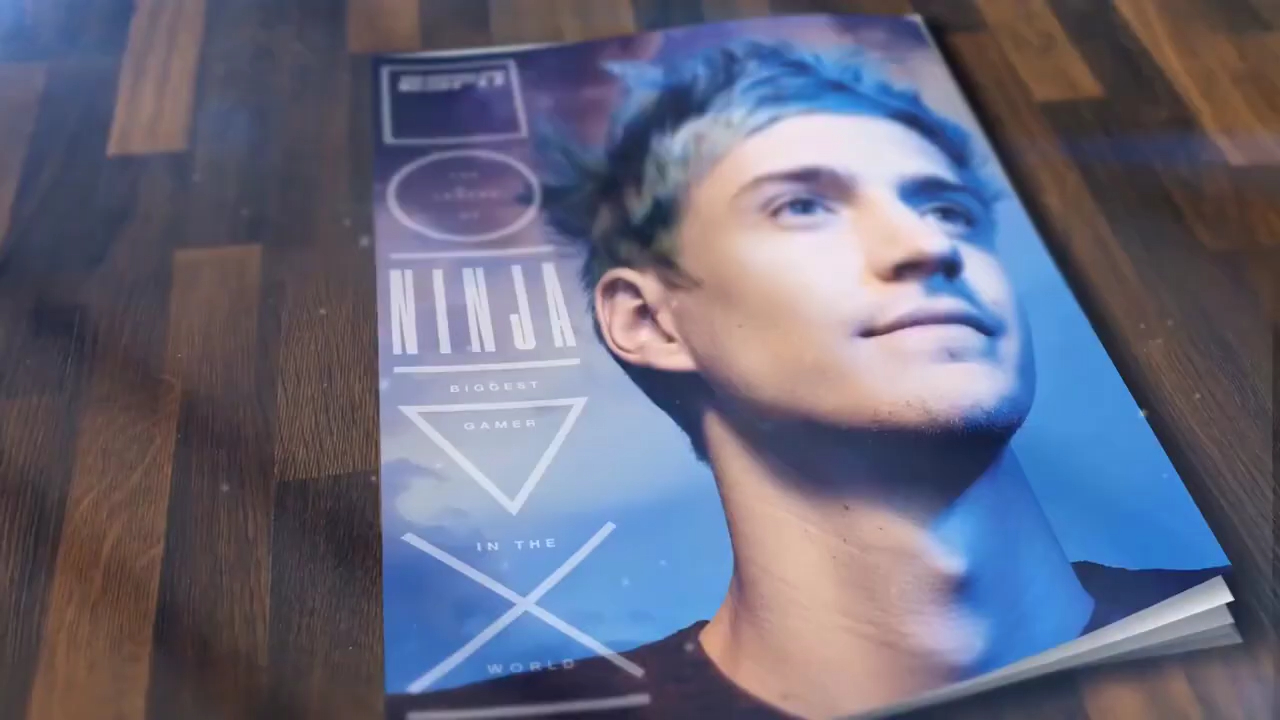 ESPN
NINJA
BIGGEST
GAMER
IN THE
WORLD